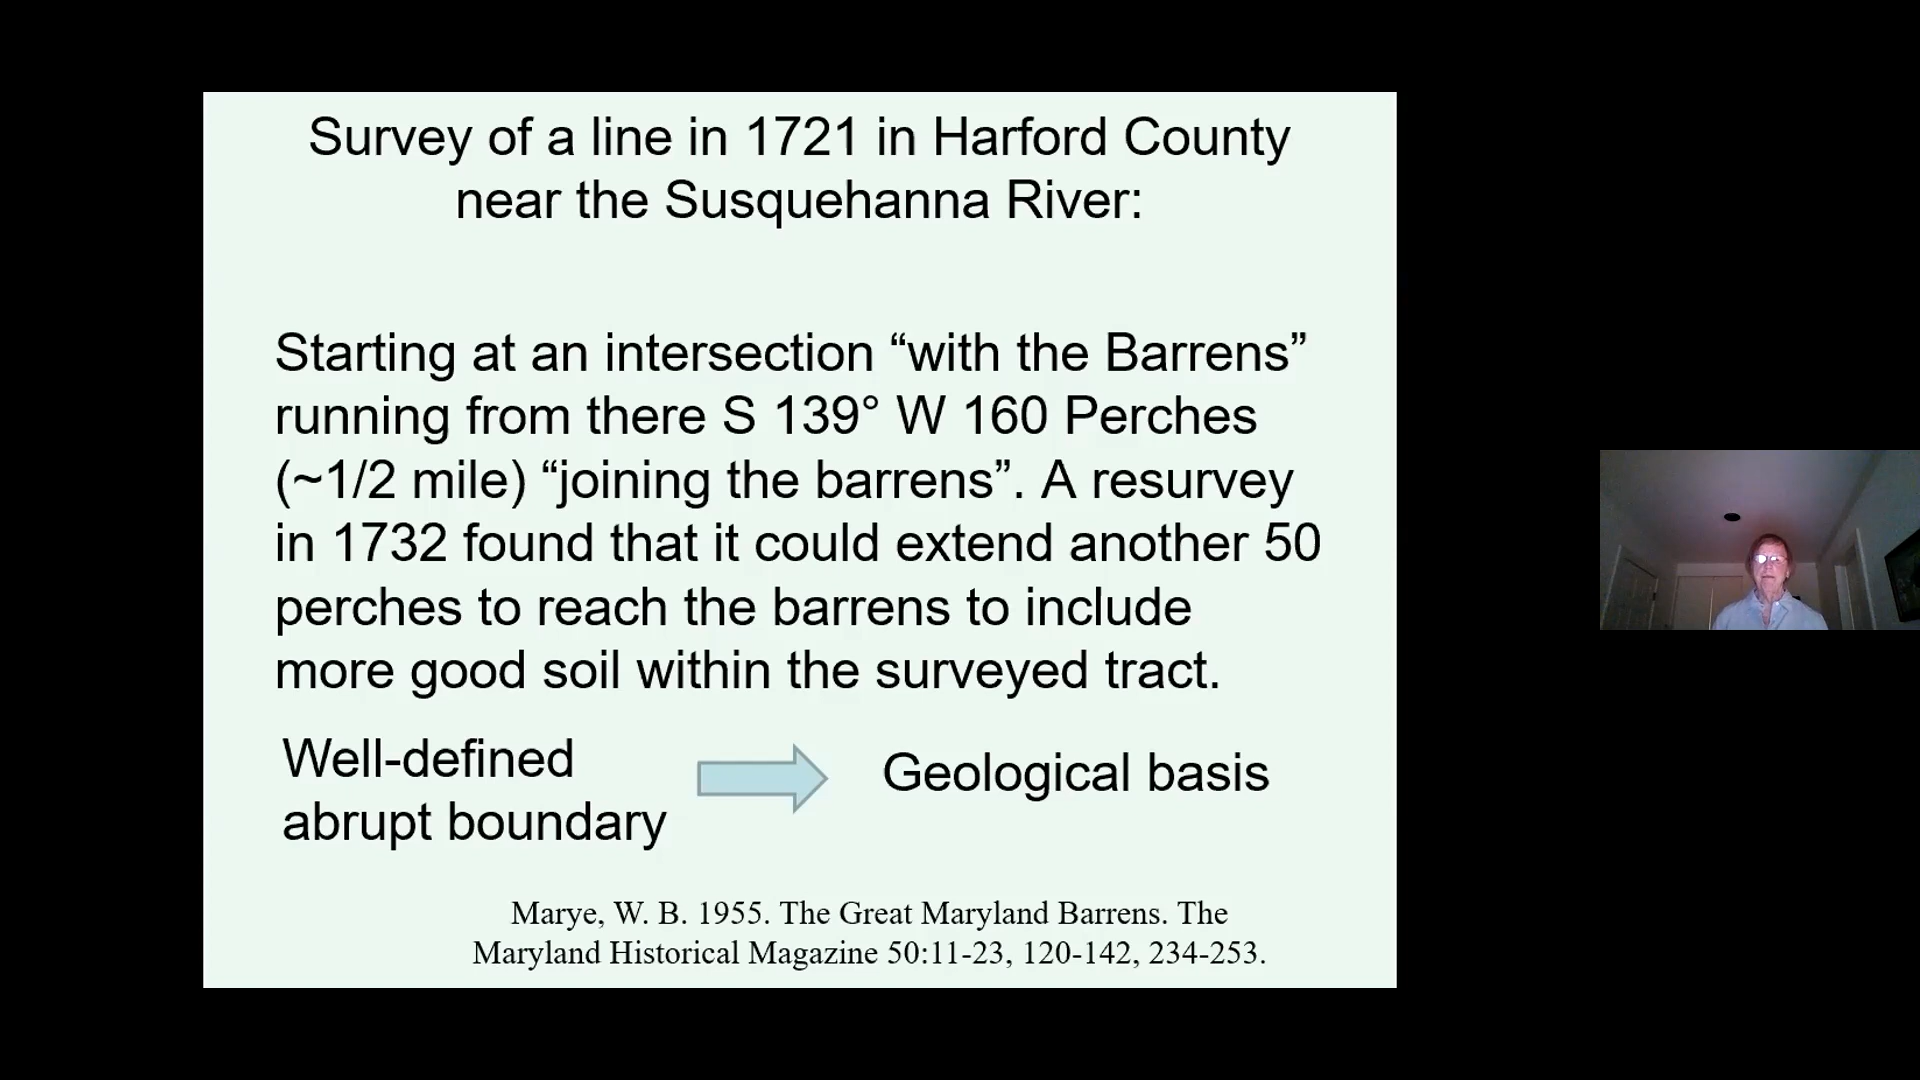 Survey of a line in 1721 in Harford County
near the Susquehanna River:
Starting at an intersection “with the Barrens”
running from there S 139° W 160 Perches
(~1/2 mile) “joining the barrens”. A resurvey
in 1732 found that it could extend another 50
perches to reach the barrens to include
more good soil within the surveyed tract.
Well-defined
abrupt boundary
Geological basis
Marye, W. B. 1955. The Great Maryland Barrens. The
Maryland Historical Magazine 50:11-23, 120-142, 234-253.